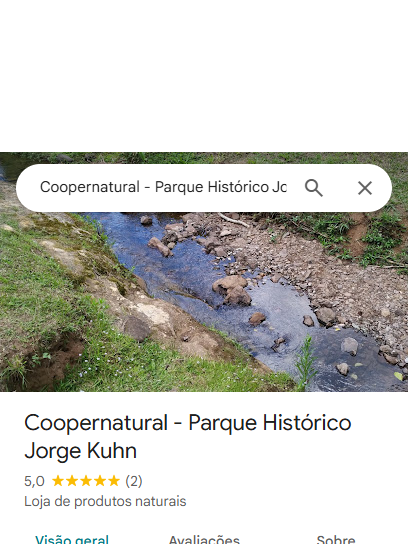 Coopernatural - Parque Histórico Jo
Coopernatural - Parque Histórico
Jorge Kuhn
5,0 (2)
Loja de produtos naturais
Visão geral Avaliações Sobre